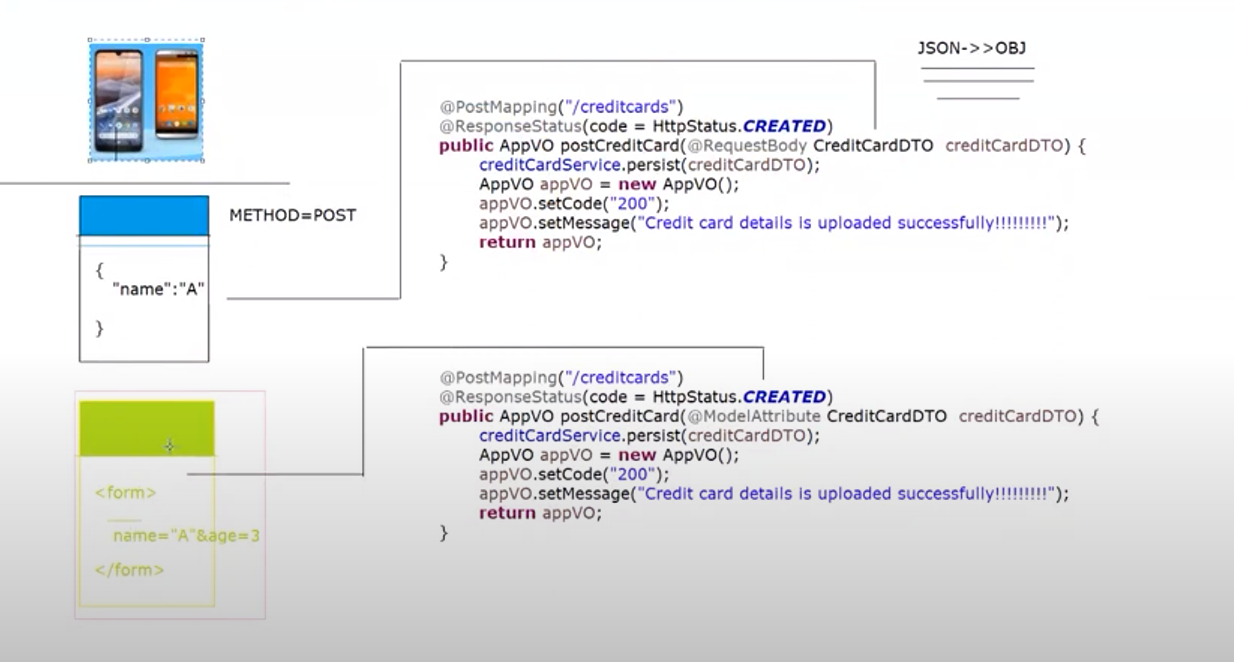 JSON->>OBJ
@PostMapping("/creditcards")
@ResponseStatus(code = HttpStatus.CREATED)
public AppVO postCreditCard(@RequestBody CreditCardDTO creditCardDTO) {
creditCardService.persist(creditCardDTO);
AppVO appVO = new AppVO();
appVO.setCode("200");
appVO.setMessage("Credit card details is uploaded successfully!!!!!!!!!");
return appVO;
}
METHOD=POST
{
"name":"A"
}
@PostMapping("/creditcards")
@ResponseStatus(code = HttpStatus.CREATED)
public AppVO postCreditCard(@ModelAttribute CreditCardDTO creditCardDTO) {
creditCardService.persist(creditCardDTO);
AppVO appVO = new AppVO();
appVO.setCode("200");
appVO.setMessage("Credit card details is uploaded successfully!!!!!!!!!");
return appVO;
}
<form>
name="A"&age=3
</form>